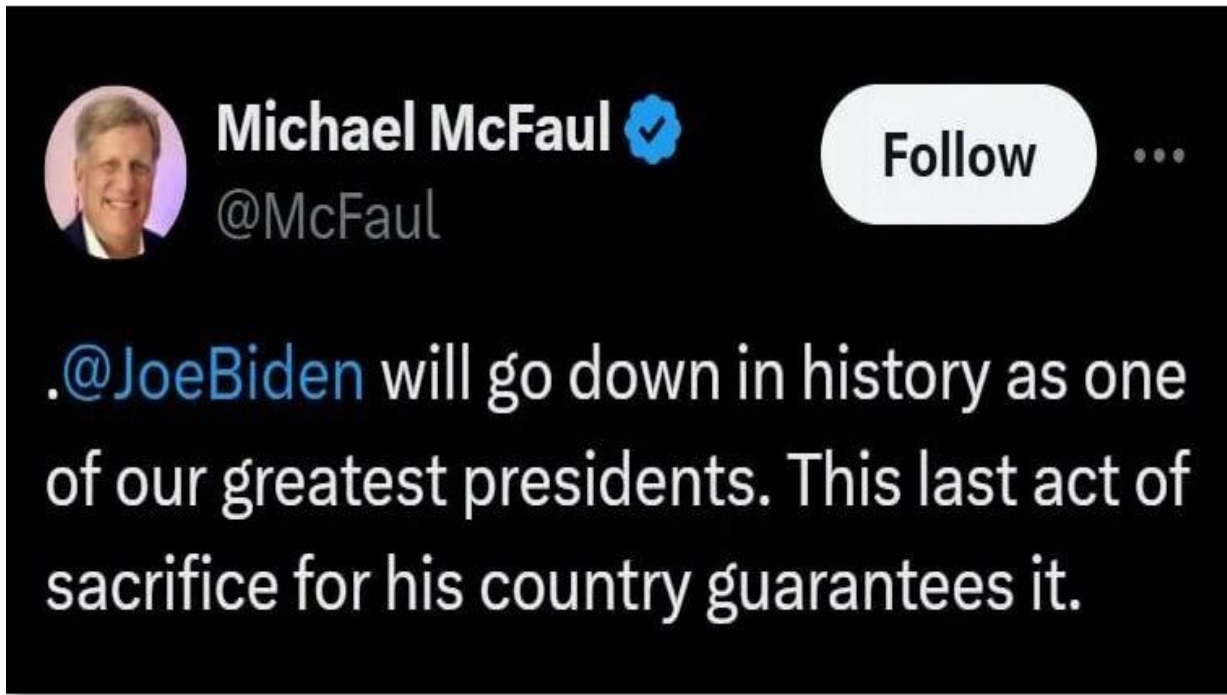 Michael McFaul
Follow
@McFaul
.@JoeBiden will go down in history as one
of our greatest presidents. This last act of
sacrifice for his country guarantees it.